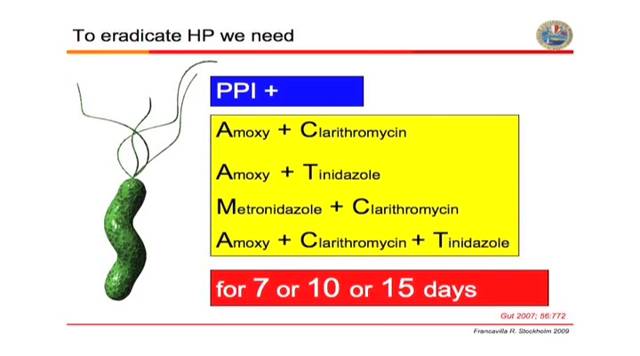 To eradicate HP we need
PPI +
Amoxy + Clarithromycin
Amoxy + Tinidazole
Metronidazole + Clarithromycin
Amoxy + Clarithromycin + Tinidazole
for 7 or 10 or 15 days
Gut 2007; 56:772
Francavilla R. Stockholm 2009